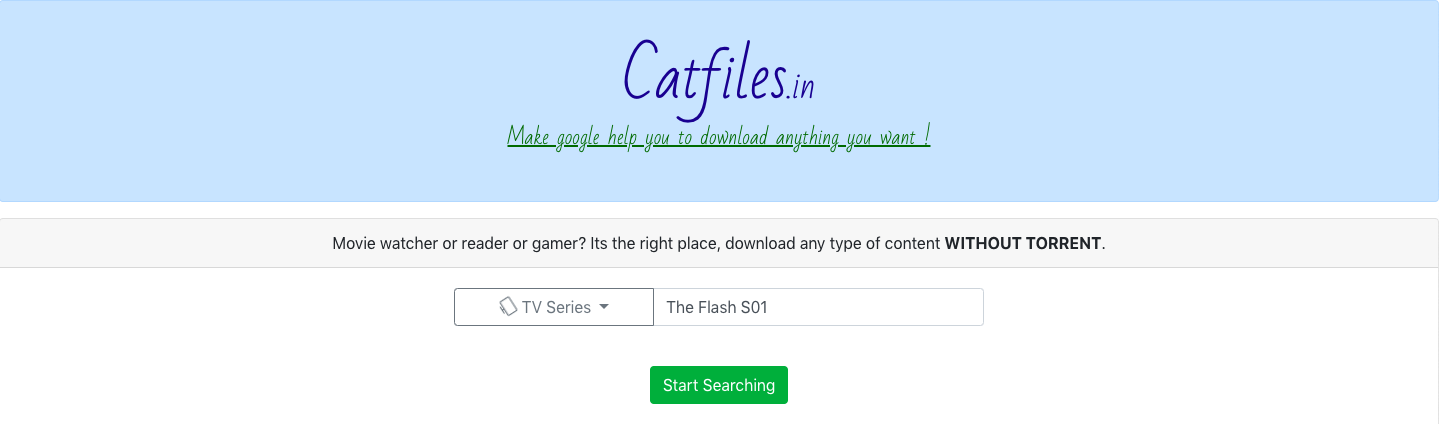 Catfiles.in
Make google help you to download anything you want !
Movie watcher or reader or gamer? Its the right place, download any type of content WITHOUT TORRENT.
TV Series The Flash S01
Start Searching